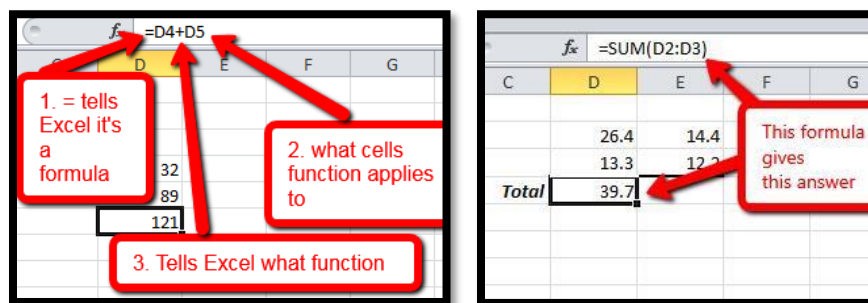 fx =D4+D5
D E F G
1. = tells
Excel it's
a
formula
2. what cells
function applies
to
32
89
121
3. Tells Excel what function
fx =SUM(D2:D3)
C D E F G
26.4 14.4
13.3
Total 39.7
This formula
gives
this answer